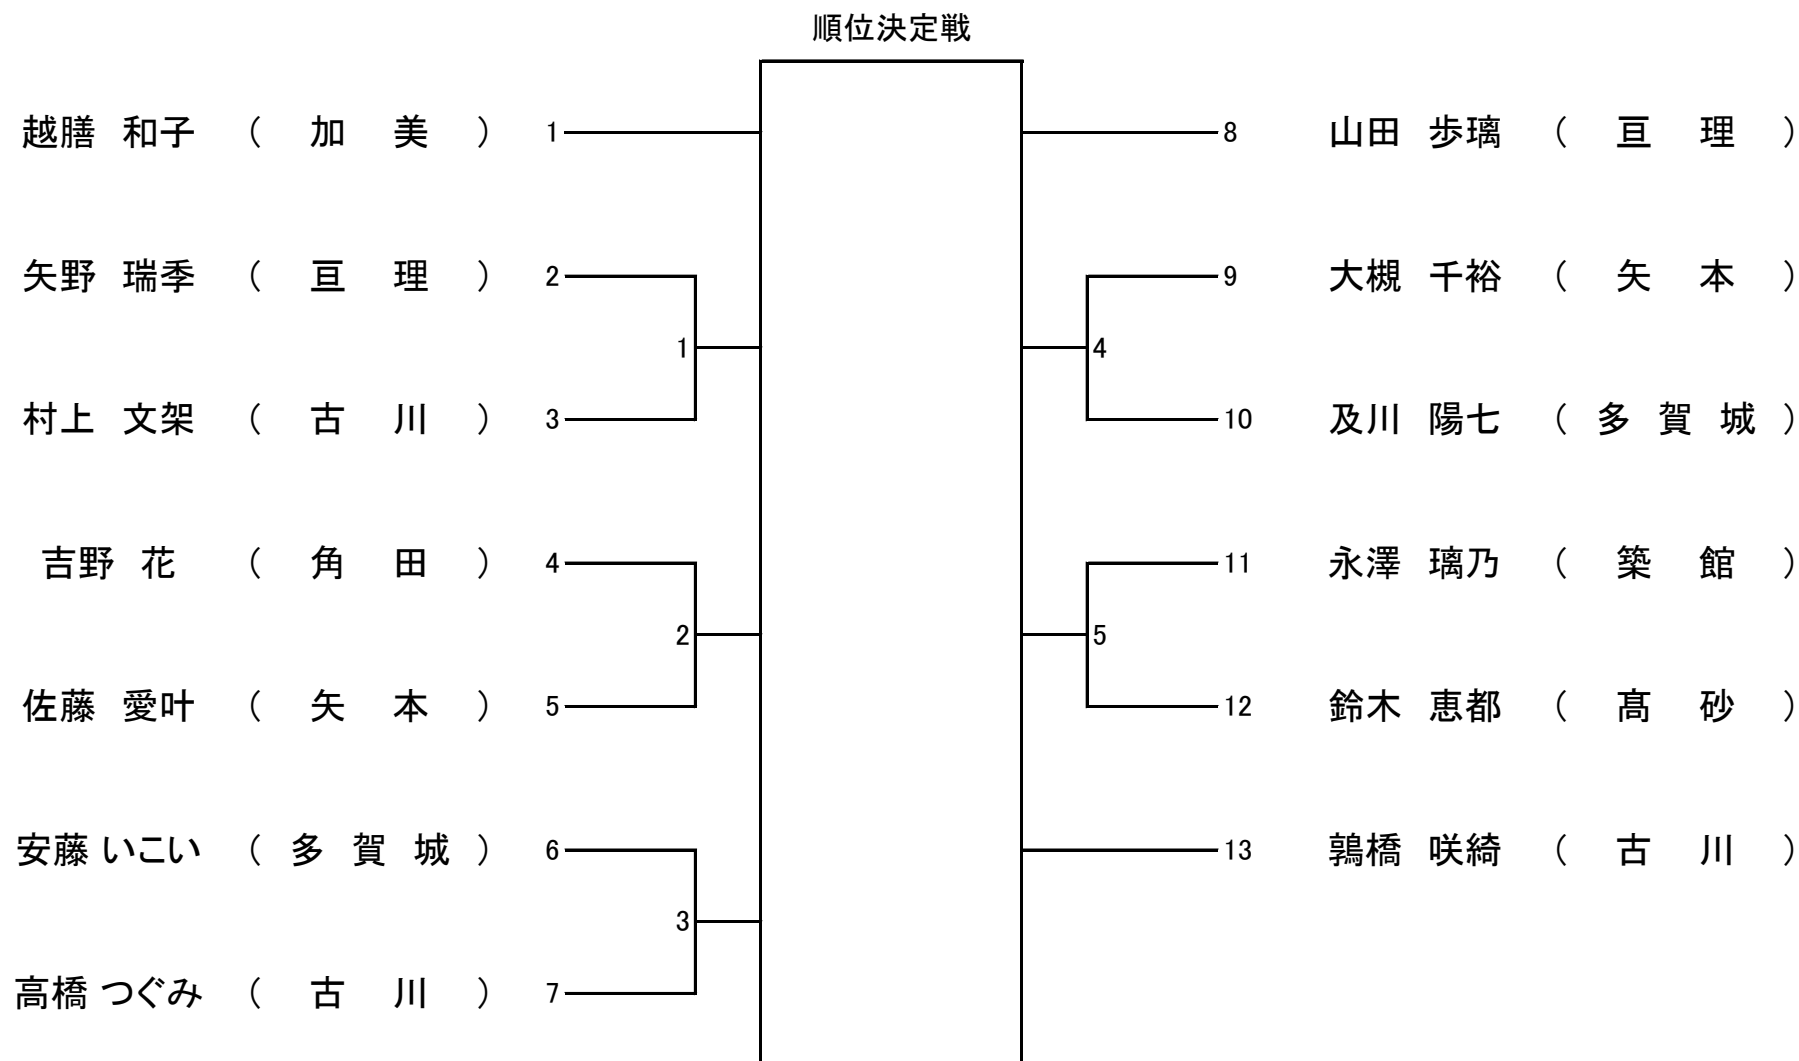 順位決定戦
越膳 和子 （ 加 美 ） 1
矢野 瑞季 （ 亘 理 ） 2
1
村上 文架 （ 古 川 ） 3
吉野 花 （ 角 田 ） 4
2
佐藤 愛叶 （ 矢 本 ） 5
安藤 いこい （ 多 賀 城 ） 6
3
高橋 つぐみ （ 古 川 ） 7
8 山田 歩璃 （ 亘 理 ）
9 大槻 千裕 （ 矢 本 ）
4
10 及川 陽七 （ 多 賀 城 ）
11 永澤 璃乃 （ 築 館 ）
5
12 鈴木 恵都 （ 髙 砂 ）
13 鶉橋 咲綺 （ 古 川 ）